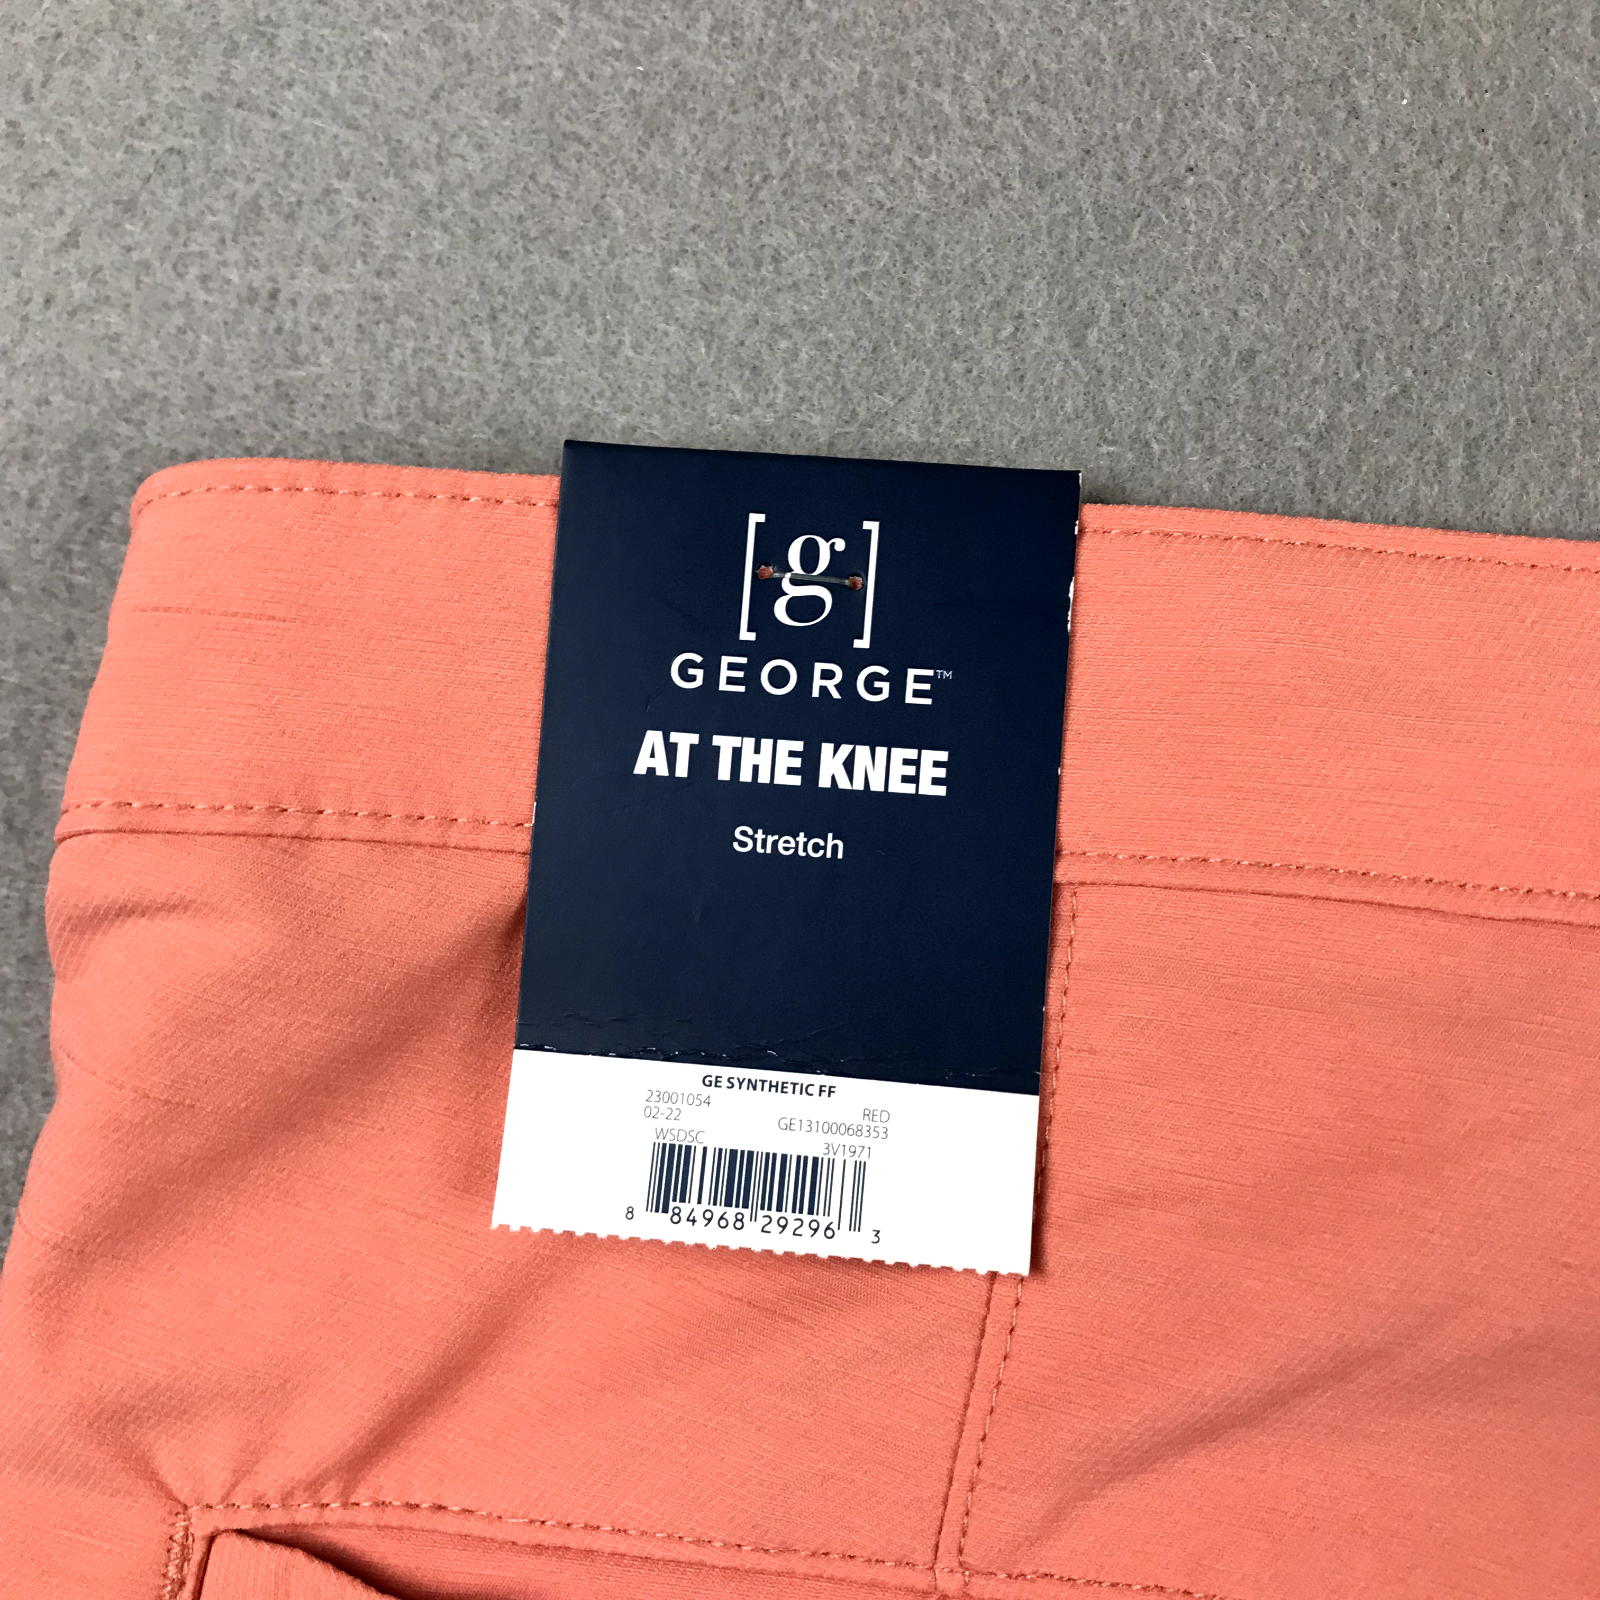 [g]
GEORGE™
AT THE KNEE
Stretch
GE SYNTHETIC FF
23001054 RED
02-22 GE13100068353
WSDSC 3V1971
8 84968 29296 3